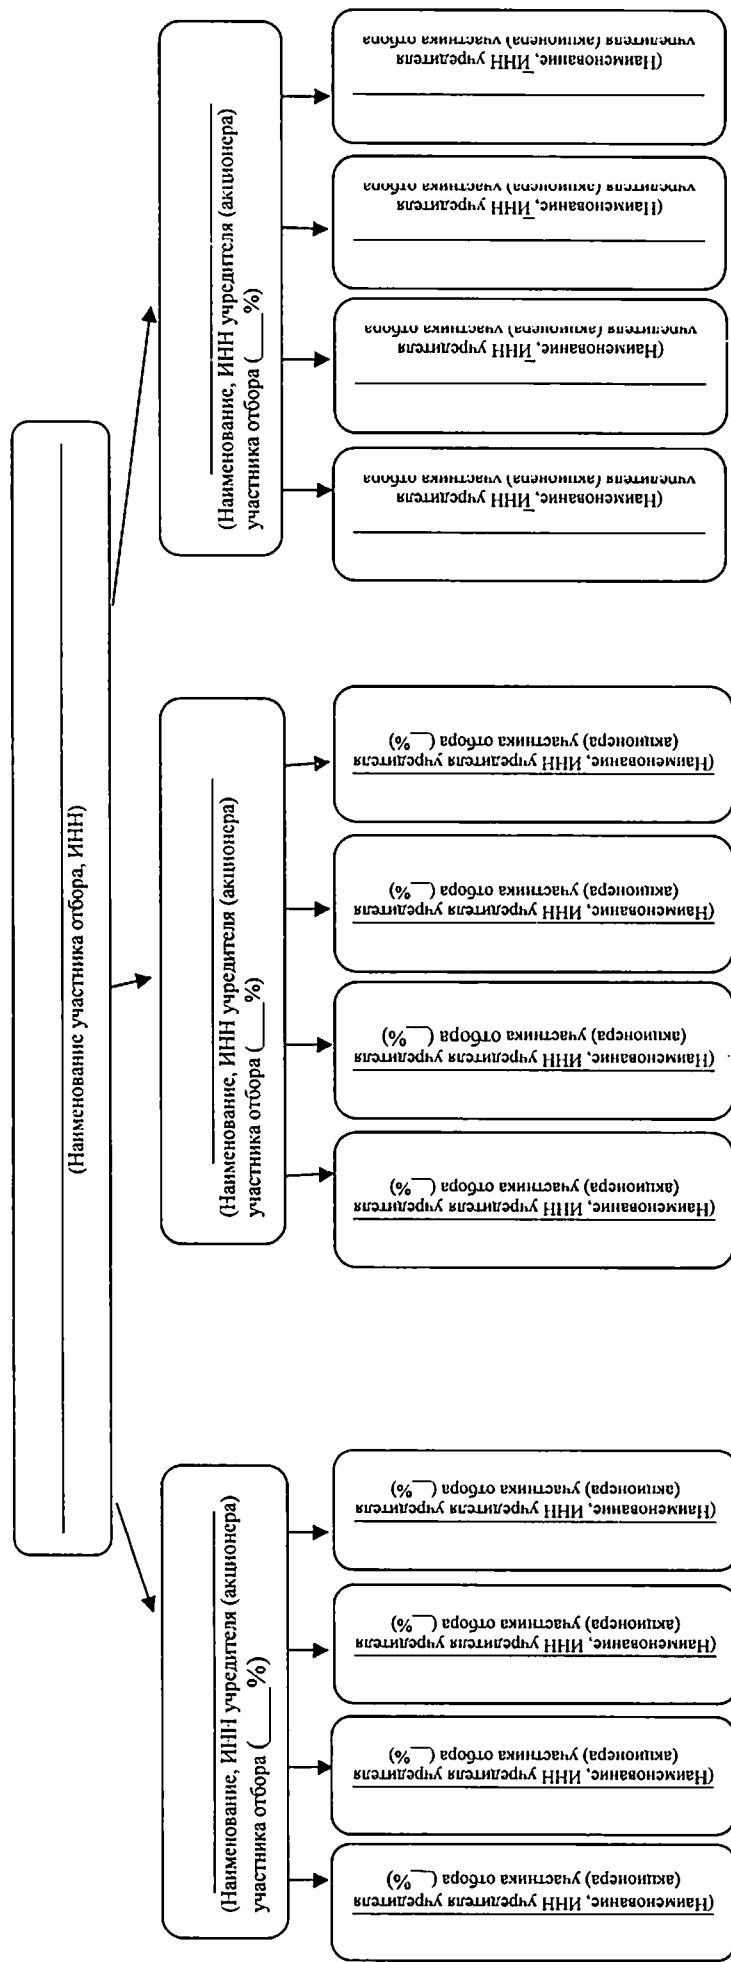 (Наименование участника отбора, ИНН)
(Наименование, ИНН учредителя (акционера)
участника отбора (____%)
(Наименование, ИНН учредителя (акционера)
участника отбора (___%)
(Наименование, ИНН учредителя (акционера)
участника отбора (___%)
(Наименование, ИНН учредителя учредителя
(акционера) участника отбора (__%)
(Наименование, ИНН учредителя учредителя
(акционера) участника отбора (__%)
(Наименование, ИНН учредителя учредителя
(акционера) участника отбора (__%)
(Наименование, ИНН учредителя учредителя
(акционера) участника отбора (__%)
(Наименование, ИНН учредителя учредителя
(акционера) участника отбора (__%)
(Наименование, ИНН учредителя учредителя
(акционера) участника отбора (__%)
(Наименование, ИНН учредителя учредителя
(акционера) участника отбора (__%)
(Наименование, ИНН учредителя учредителя
(акционера) участника отбора (__%)
(Наименование, ИНН учредителя
учредителя (акционера) участника отбора
(Наименование, ИНН учредителя
учредителя (акционера) участника отбора
(Наименование, ИНН учредителя
учредителя (акционера) участника отбора
(Наименование, ИНН учредителя
учредителя (акционера) участника отбора